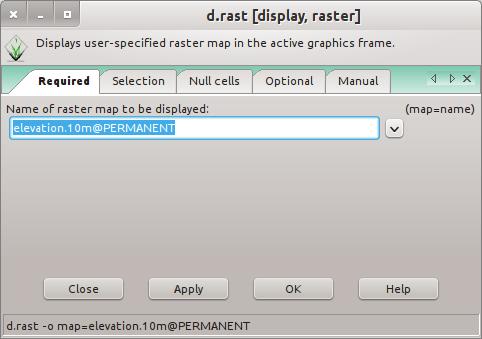 d.rast [display, raster]
Displays user-specified raster map in the active graphics frame.
Required Selection Null cells Optional Manual
Name of raster map to be displayed: (map=name)
elevation.10m@PERMANENT
Close Apply OK Help
d.rast -o map=elevation.10m@PERMANENT